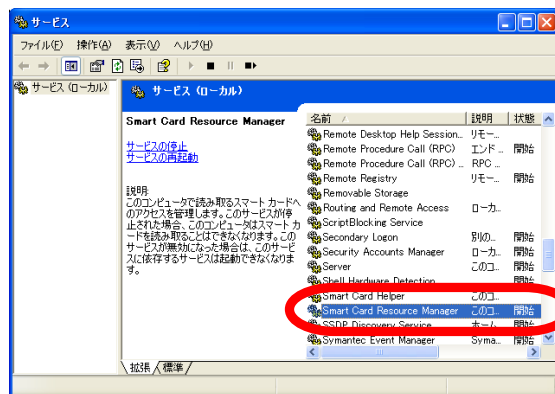 サービス
ファイル(F) 操作(A) 表示(V) ヘルプ(H)
サービス (ローカル)
サービス (ローカル)
Smart Card Resource Manager
サービスの停止
サービスの再起動
説明:
このコンピュータで読み取るスマート カードへ
のアクセスを管理します。このサービスが停
止された場合、このコンピュータはスマート カ
ードを読み取ることはできなくなります。この
サービスが無効になった場合は、このサービ
スに依存するサービスは起動できなくなりま
す。
名前 説明 状態
Remote Desktop Help Session... リモー...
Remote Procedure Call (RPC) エンド ... 開始
Remote Procedure Call (RPC) ... RPC ...
Remote Registry リモー... 開始
Removable Storage
Routing and Remote Access ローカ...
ScriptBlocking Service
Secondary Logon 別の... 開始
Security Accounts Manager ローカ... 開始
Server このコ... 開始
Shell Hardware Detection 開始
Smart Card Helper このコ...
Smart Card Resource Manager このコ... 開始
SSDP Discovery Service ホーム 開始
Symantec Event Manager Syma... 開始
拡張 標準